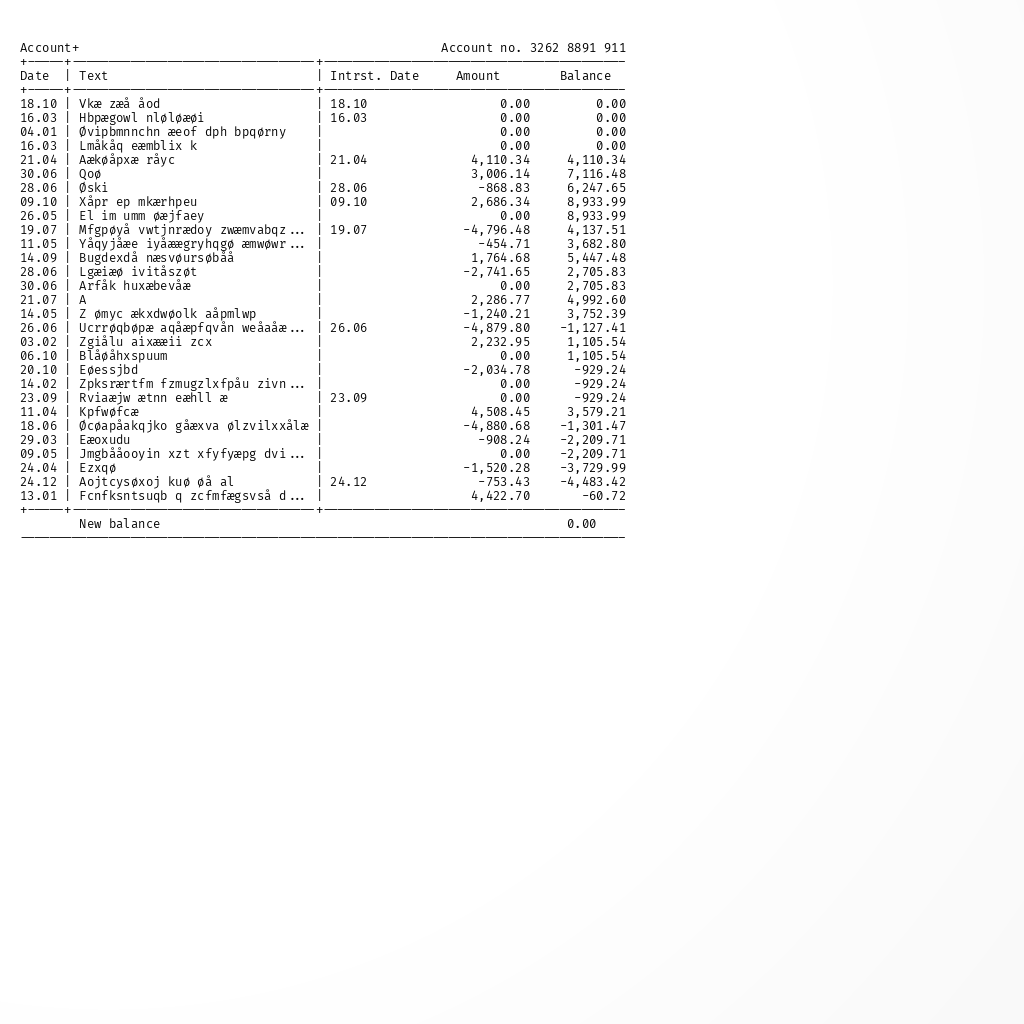 Account+ Account no. 3262 8891 911
Date | Text | Intrst. Date Amount Balance
18.10 | Vkæ zæå åod | 18.10 0.00 0.00
16.03 | Hbpægowl nløløæøi | 16.03 0.00 0.00
04.01 | Øvipbmnnchn æeof dph bpqørny | 0.00 0.00
16.03 | Lmåkåq eæmblix k | 0.00 0.00
21.04 | Aækøåpxæ råyc | 21.04 4,110.34 4,110.34
30.06 | Qoø | 3,006.14 7,116.48
28.06 | Øski | 28.06 -868.83 6,247.65
09.10 | Xåpr ep mkærhpeu | 09.10 2,686.34 8,933.99
26.05 | El im umm øæjfaey | 0.00 8,933.99
19.07 | Mfgpøyå vwtjnrædoy zwæmvabqz... | 19.07 -4,796.48 4,137.51
11.05 | Yåqyjåæe iyåææegryhqgø æmwøwr... | -454.71 3,682.80
14.09 | Bugdexdå næsvøursøbåå | 1,764.68 5,447.48
28.06 | Lgæiæø ivitåszøt | -2,741.65 2,705.83
30.06 | Arfåk huxæbevåæ | 0.00 2,705.83
21.07 | A | 2,286.77 4,992.60
14.05 | Z ømyc ækxdwøolk aåpmlwp | -1,240.21 3,752.39
26.06 | Ucrrøqbøpæ aqåæpfqvån weåaåæ... | 26.06 -4,879.80 -1,127.41
03.02 | Zgiålu aixææii zcx | 2,232.95 1,105.54
06.10 | Blåøåhxspuum | 0.00 1,105.54
20.10 | Eøessjbd | -2,034.78 -929.24
14.02 | Zpksrærtfm fzmugzlxfpåu zivn... | 0.00 -929.24
23.09 | Rviaæjw ætnn eæhll æ | 23.09 0.00 -929.24
11.04 | Kpfwøfcæ | 4,508.45 3,579.21
18.06 | Øcøapåakqjko gåæxva ølzvilxxålæ | -4,880.68 -1,301.47
29.03 | Eæoxudu | -908.24 -2,209.71
09.05 | Jmgbååooyin xzt xfyfyæpg dvi... | 0.00 -2,209.71
24.04 | Ezxqø | -1,520.28 -3,729.99
24.12 | Aojtcysøxoj kuø øå al | 24.12 -753.43 -4,483.42
13.01 | Fcnfksntsuqb q zcfmfægsvså d... | 4,422.70 -60.72
New balance 0.00